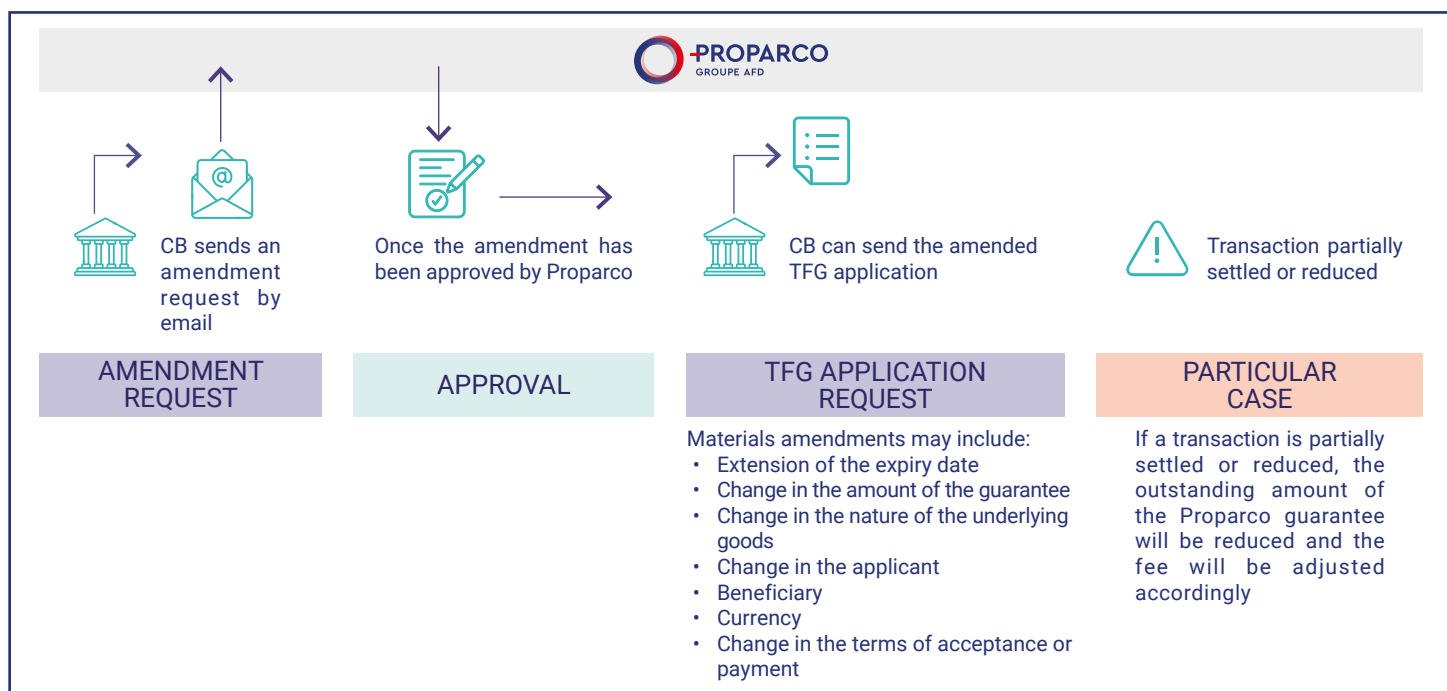 PROPARCO
GROUPE AFD
@
CB sends an
amendment
request by
email
Once the amendment has
been approved by Proparco
CB can send the amended
TFG application
Transaction partially
settled or reduced
AMENDMENT
REQUEST
APPROVAL
TFG APPLICATION
REQUEST
PARTICULAR
CASE
Materials amendments may include:
• Extension of the expiry date
• Change in the amount of the guarantee
• Change in the nature of the underlying
goods
• Change in the applicant
• Beneficiary
• Currency
• Change in the terms of acceptance or
payment
If a transaction is partially
settled or reduced, the
outstanding amount of
the Proparco guarantee
will be reduced and the
fee will be adjusted
accordingly